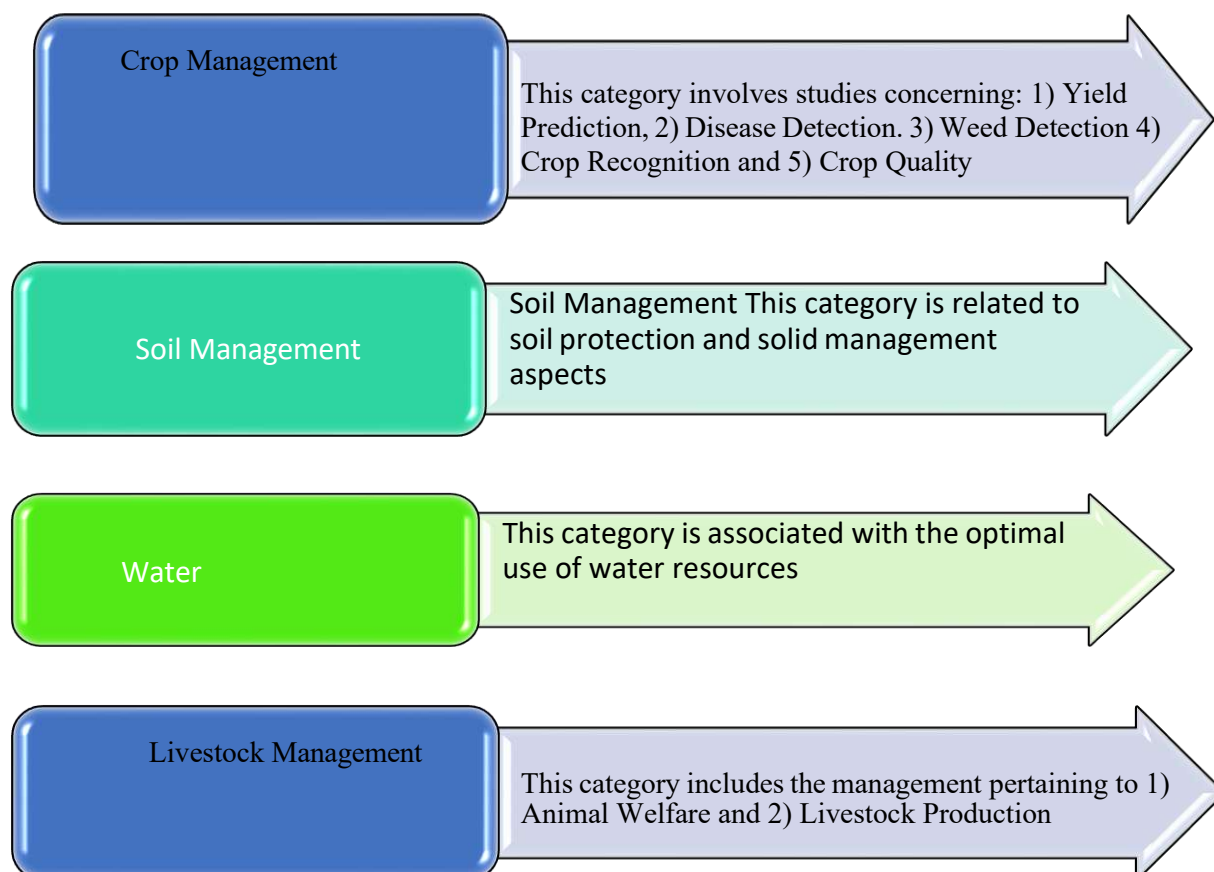 Crop Management
This category involves studies concerning: 1) Yield
Prediction, 2) Disease Detection. 3) Weed Detection 4)
Crop Recognition and 5) Crop Quality
Soil Management
Soil Management This category is related to
soil protection and solid management
aspects
Water
This category is associated with the optimal
use of water resources
Livestock Management
This category includes the management pertaining to 1)
Animal Welfare and 2) Livestock Production